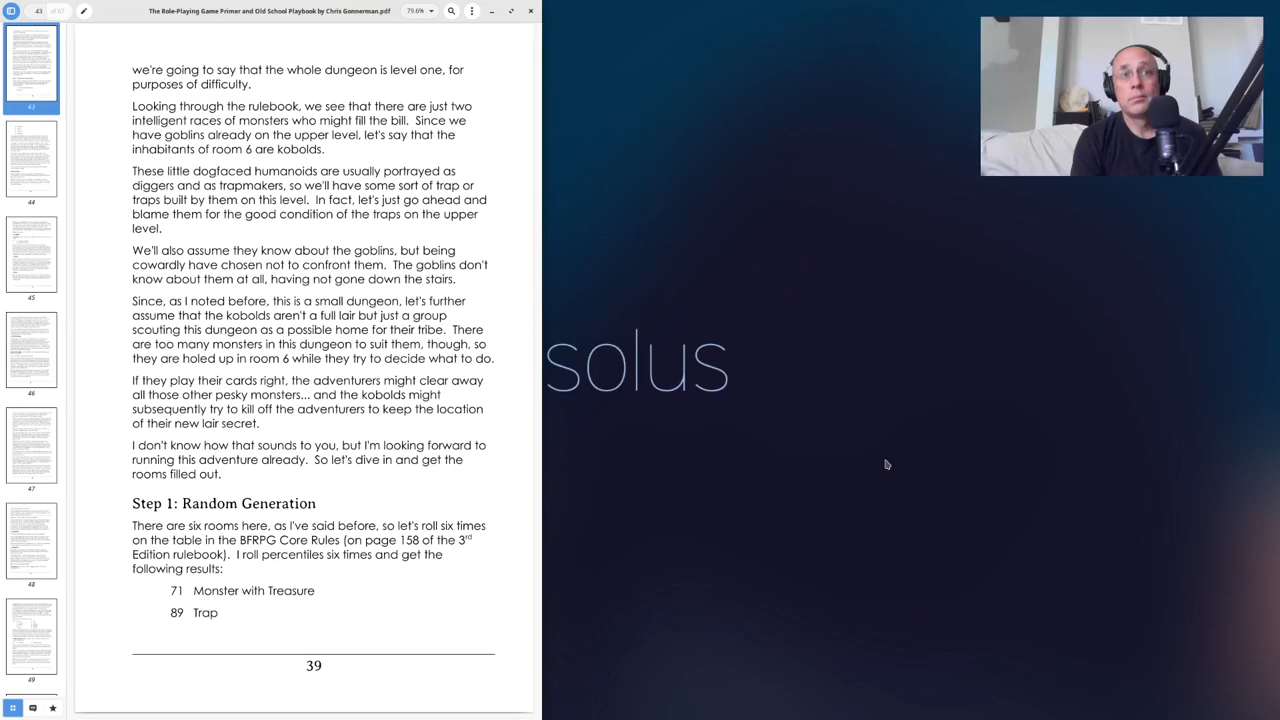 43 of 67
The Role-Playing Game Primer and Old School Playbook by Chris Gonnerman.pdf
79.6%
we're going to say that this is just a deeper dungeon level for
purposes of difficulty.
Looking through the rulebook, we see that there are just two
intelligent races of monsters who might fill the bill. Since we
have goblins already on the upper level, let's say that the
inhabitants of room 6 are kobolds.
Though not mentioned in the rules, I have usually portrayed kobolds as
diggers and trapmakers, so we'll have some sort of trap or
traps built by them on this level. In fact, let's just go ahead and
blame them for the good condition of the traps on the upper
level.
We'll also assume they know about the goblins, but being
cowardly have chosen not to confront them. The goblins don't
know about them at all, having not gone down the stairs.
Since, as I noted before, this is a small dungeon, let's further
assume that the kobolds aren't a full lair but just a group
scouting the dungeon as a possible home for their tribe. There
are too many monsters in this dungeon to suit them, though, so
they are holed up in room 6 while they try to decide what to do.
If they play their cards right, the adventurers might clear away
all those other pesky monsters... and the kobolds might
subsequently try to kill off the adventurers to keep the location
of their lair secret.
I don't know how that sounds to you, but I'm going to enjoy
running this adventure already. So let's dive in and get the
rooms filled out.
Step 1: Random Generation
There are six rooms here, as I've said before, so let's roll again
on the table in the BFRPG Core Rules (on page 158 of the 3rd
Edition rulebook). I roll percentiles six times and get the
following results:
71 Monster with Treasure
89 Trap
39
43
44
45
46
47
48
49
solus